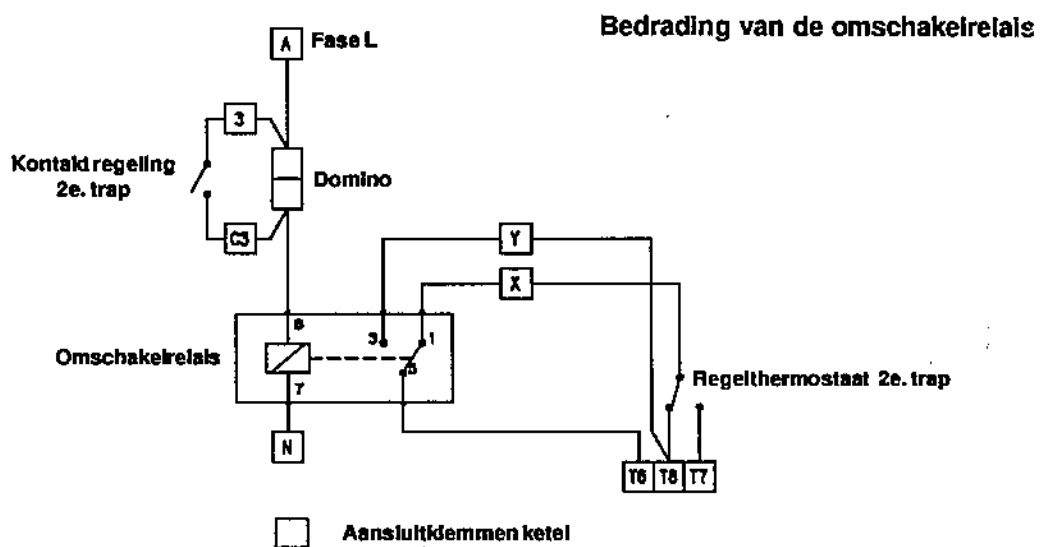 Bedrading van de omschakelrelais
A
Fase L
3
Kontakt regeling
2e. trap
Domino
C3
Y
X
6
3
1
Omschakelrelais
5
7
Regelthermostaat 2e. trap
N
T6 T8 T7
Aansluitklemmen ketel